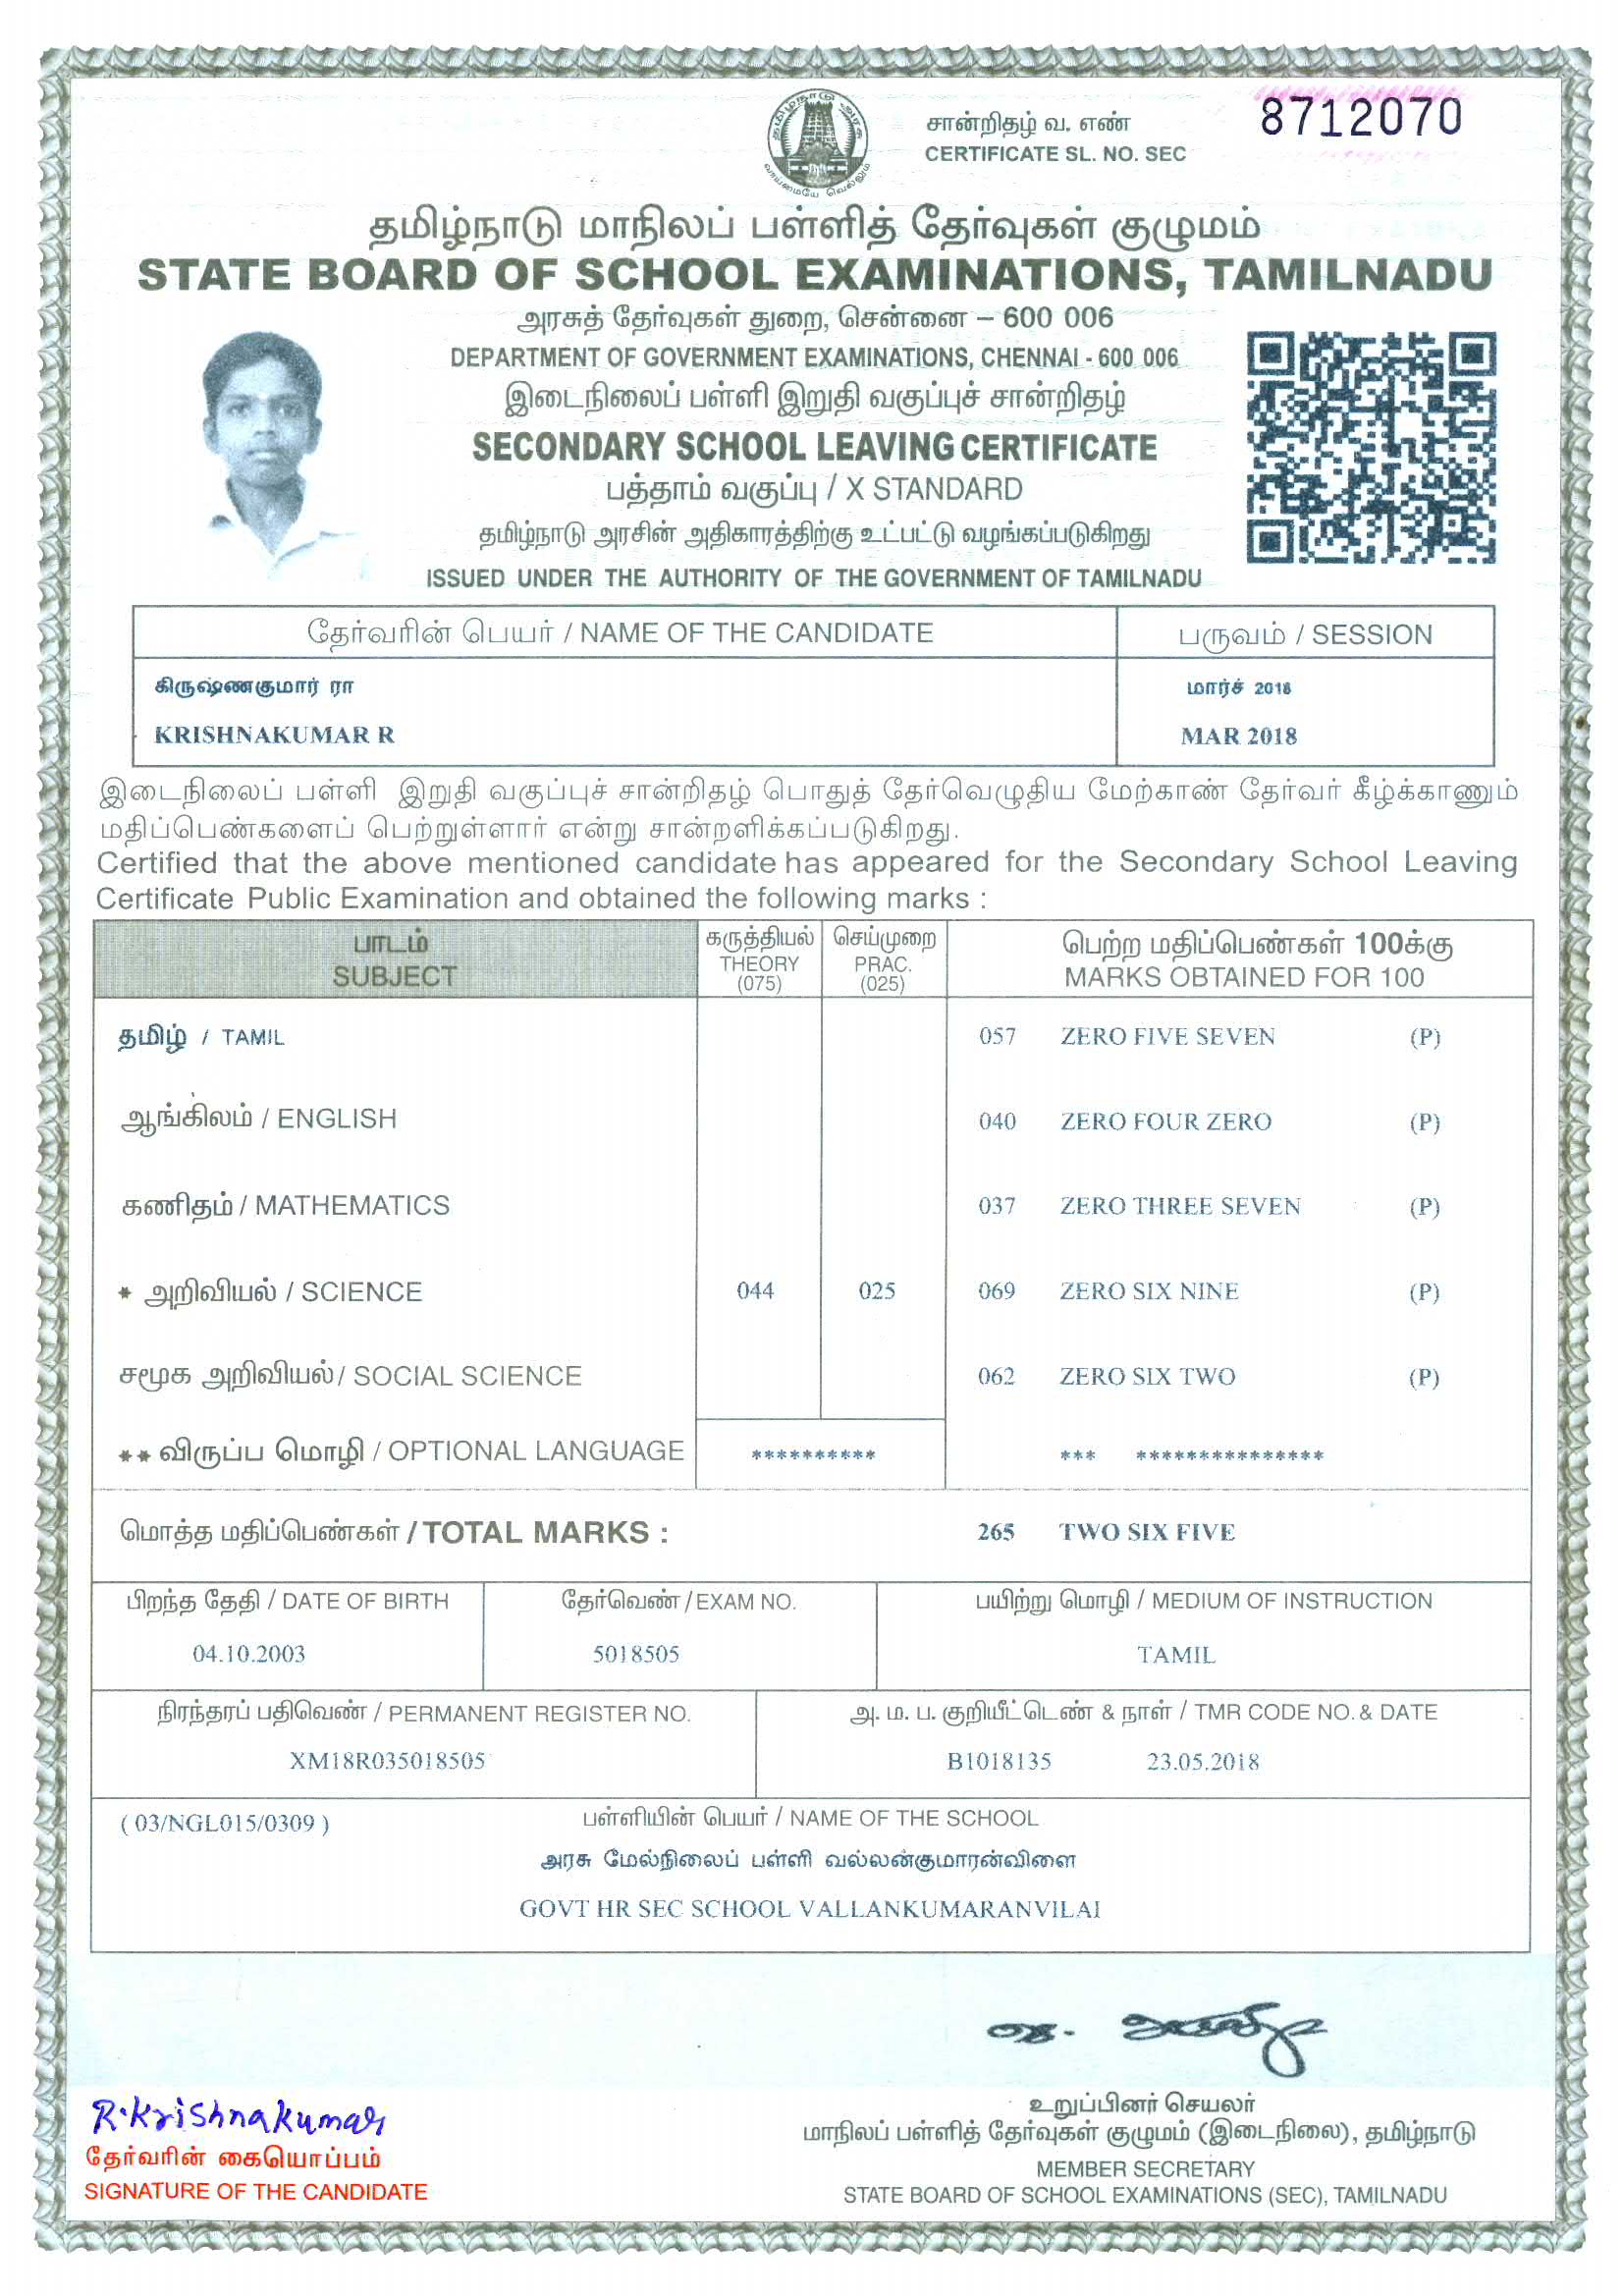 தமிழ்நாடு அரசு
வாய்மையே வெல்லும்
சான்றிதழ் வ. எண்
CERTIFICATE SL. NO. SEC
8712070
தமிழ்நாடு மாநிலப் பள்ளித் தேர்வுகள் குழுமம்
STATE BOARD OF SCHOOL EXAMINATIONS, TAMILNADU
அரசுத் தேர்வுகள் துறை, சென்னை – 600 006
DEPARTMENT OF GOVERNMENT EXAMINATIONS, CHENNAI - 600 006
இடைநிலைப் பள்ளி இறுதி வகுப்புச் சான்றிதழ்
SECONDARY SCHOOL LEAVING CERTIFICATE
பத்தாம் வகுப்பு / X STANDARD
தமிழ்நாடு அரசின் அதிகாரத்திற்கு உட்பட்டு வழங்கப்படுகிறது
ISSUED UNDER THE AUTHORITY OF THE GOVERNMENT OF TAMILNADU
தேர்வரின் பெயர் / NAME OF THE CANDIDATE பருவம் / SESSION
கிருஷ்ணகுமார் ரா மார்ச் 2018
KRISHNAKUMAR R MAR 2018
இடைநிலைப் பள்ளி இறுதி வகுப்புச் சான்றிதழ் பொதுத் தேர்வெழுதிய மேற்காண் தேர்வர் கீழ்க்காணும்
மதிப்பெண்களைப் பெற்றுள்ளார் என்று சான்றளிக்கப்படுகிறது.
Certified that the above mentioned candidate has appeared for the Secondary School Leaving
Certificate Public Examination and obtained the following marks :
பாடம் கருத்தியல் செய்முறை பெற்ற மதிப்பெண்கள் 100க்கு
SUBJECT THEORY PRAC. MARKS OBTAINED FOR 100
(075) (025)
தமிழ் / TAMIL 057 ZERO FIVE SEVEN (P)
ஆங்கிலம் / ENGLISH 040 ZERO FOUR ZERO (P)
கணிதம் / MATHEMATICS 037 ZERO THREE SEVEN (P)
* அறிவியல் / SCIENCE 044 025 069 ZERO SIX NINE (P)
சமூக அறிவியல் / SOCIAL SCIENCE 062 ZERO SIX TWO (P)
** விருப்ப மொழி / OPTIONAL LANGUAGE ********** *** ***************
மொத்த மதிப்பெண்கள் / TOTAL MARKS : 265 TWO SIX FIVE
பிறந்த தேதி / DATE OF BIRTH தேர்வெண் / EXAM NO. பயிற்று மொழி / MEDIUM OF INSTRUCTION
04.10.2003 5018505 TAMIL
நிரந்தரப் பதிவெண் / PERMANENT REGISTER NO. அ. ம. ப. குறியீட்டெண் & நாள் / TMR CODE NO. & DATE
XM18R035018505 B1018135 23.05.2018
( 03/NGL015/0309 ) பள்ளியின் பெயர் / NAME OF THE SCHOOL
அரசு மேல்நிலைப் பள்ளி வல்லன்குமாரன்விளை
GOVT HR SEC SCHOOL VALLANKUMARANVILAI
R.Krishnakumar
தேர்வரின் கையொப்பம்
SIGNATURE OF THE CANDIDATE
உறுப்பினர் செயலர்
மாநிலப் பள்ளித் தேர்வுகள் குழுமம் (இடைநிலை), தமிழ்நாடு
MEMBER SECRETARY
STATE BOARD OF SCHOOL EXAMINATIONS (SEC), TAMILNADU